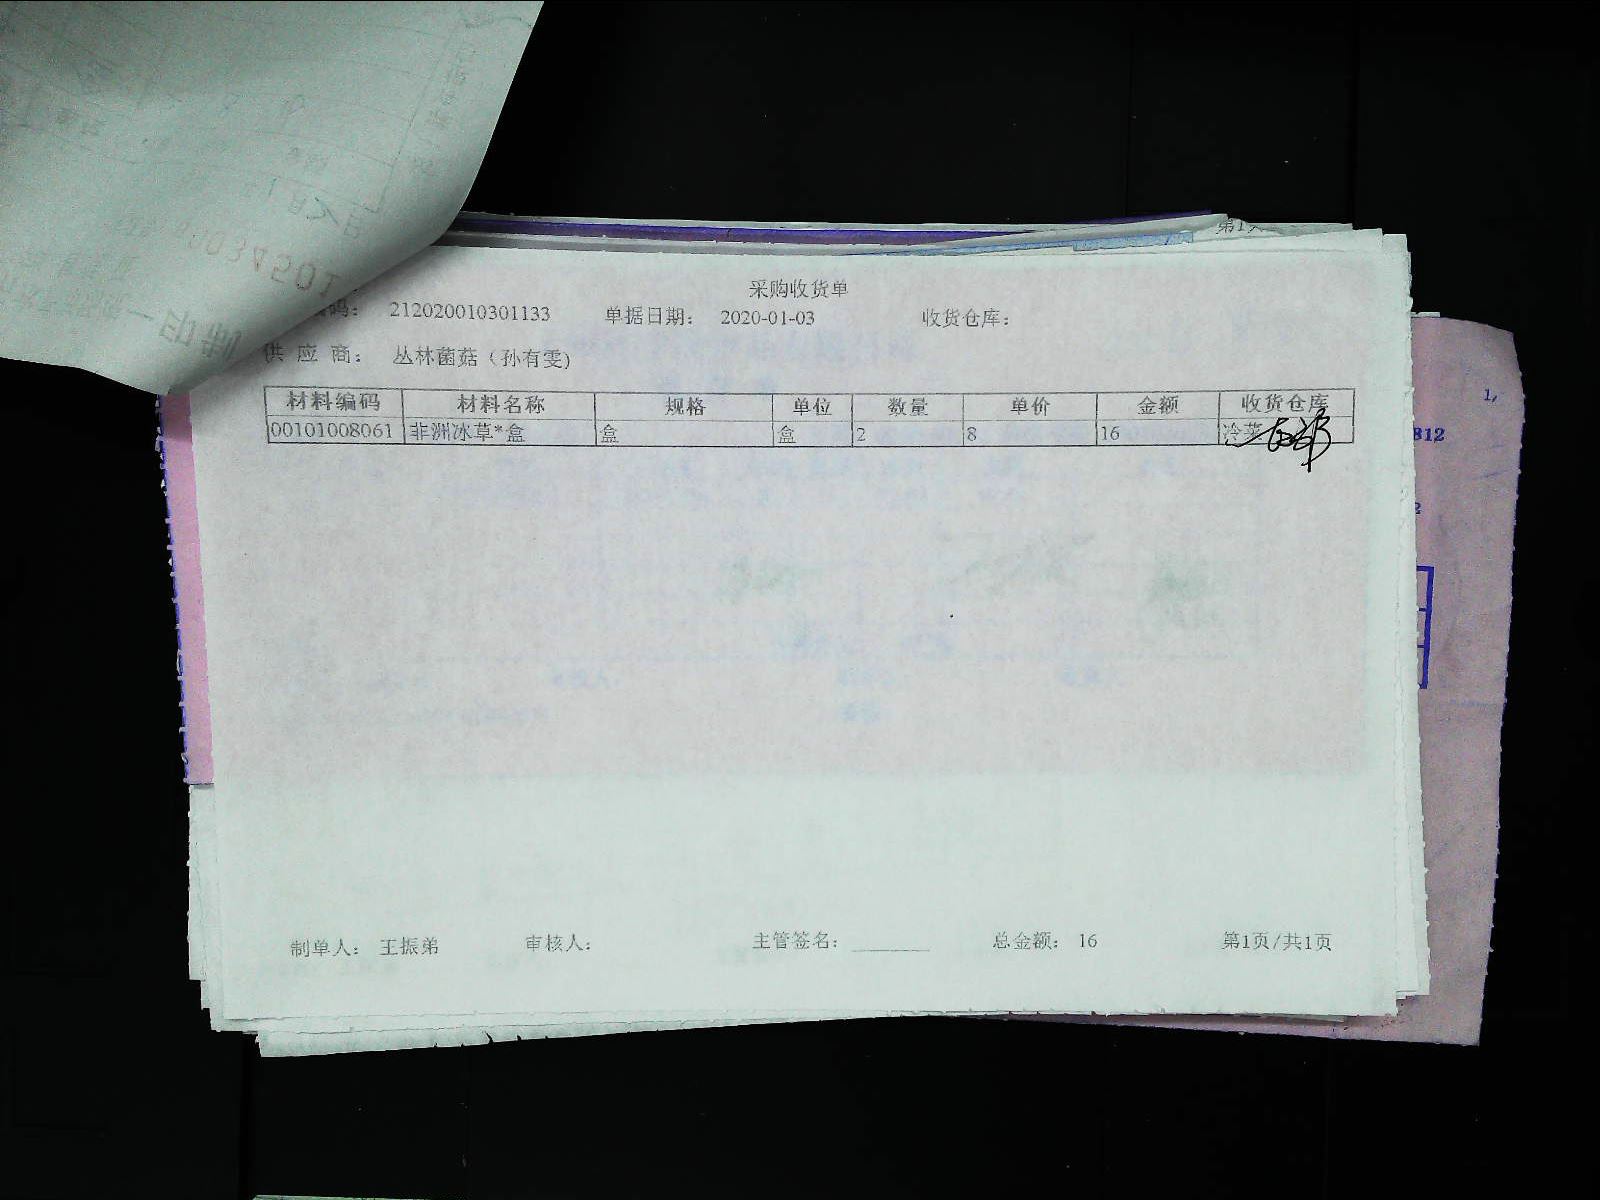 采购收货单
码： 212020010301133 单据日期： 2020-01-03 收货仓库：
供 应 商： 丛林菌菇（孙有雯）
材料编码 材料名称 规格 单位 数量 单价 金额 收货仓库
00101008061 非洲冰草*盒 盒 盒 2 8 16 冷菜
制单人： 王振弟 审核人： 主管签名： 总金额： 16 第1页/共1页
812